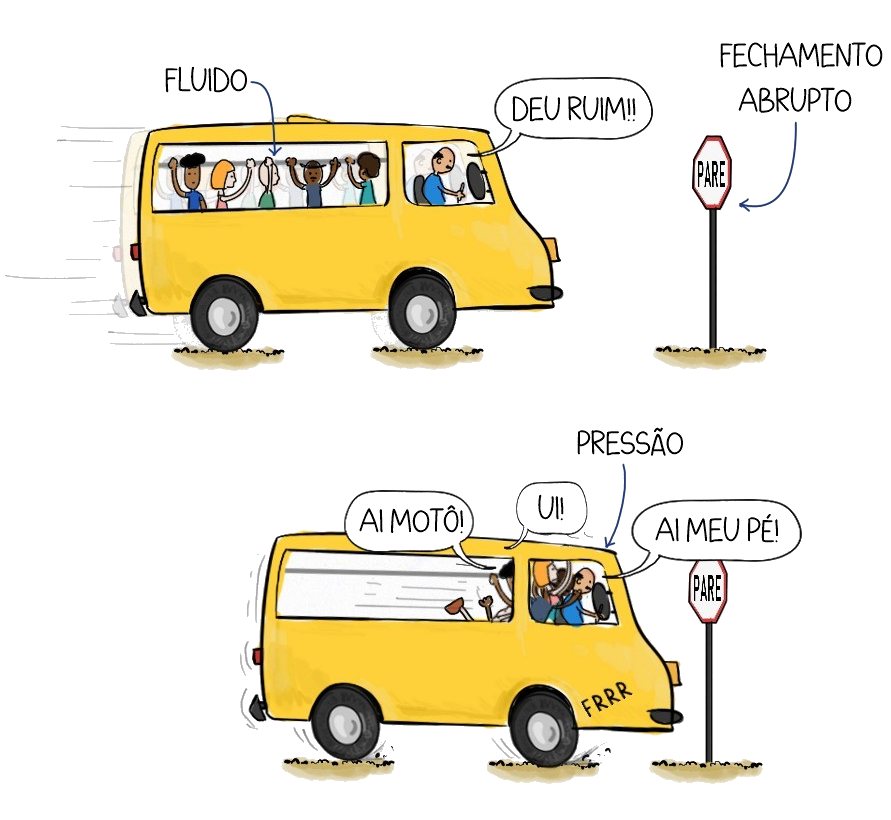 FECHAMENTO
ABRUPTO
FLUIDO
DEU RUIM!!
PARE
PRESSÃO
AI MOTÔ!
UI!
AI MEU PÉ!
PARE
FRRR